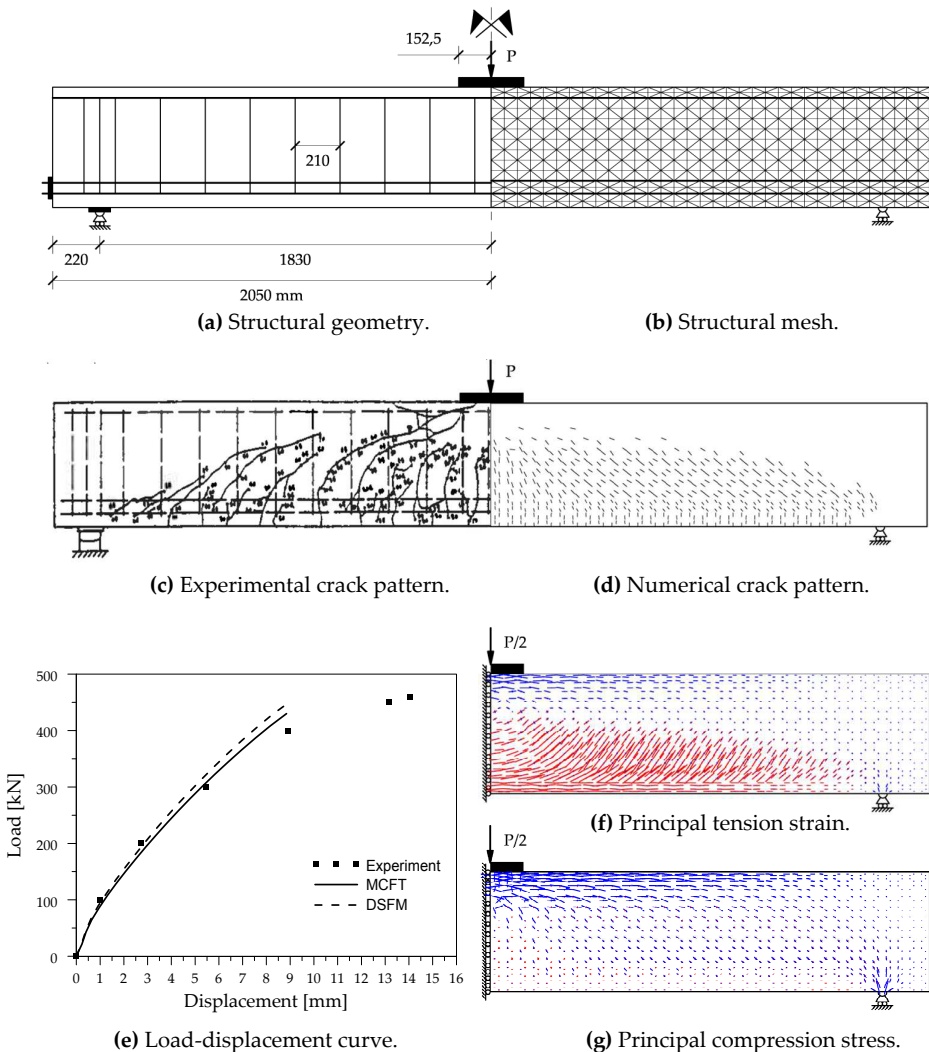 152,5
P
210
220
1830
2050 mm
(a) Structural geometry.
(b) Structural mesh.
P
(c) Experimental crack pattern.
(d) Numerical crack pattern.
500
400
300
200
100
0
Load [kN]
Experiment
MCFT
DSFM
0 1 2 3 4 5 6 7 8 9 10 11 12 13 14 15 16
Displacement [mm]
(e) Load-displacement curve.
P/2
(f) Principal tension strain.
P/2
(g) Principal compression stress.